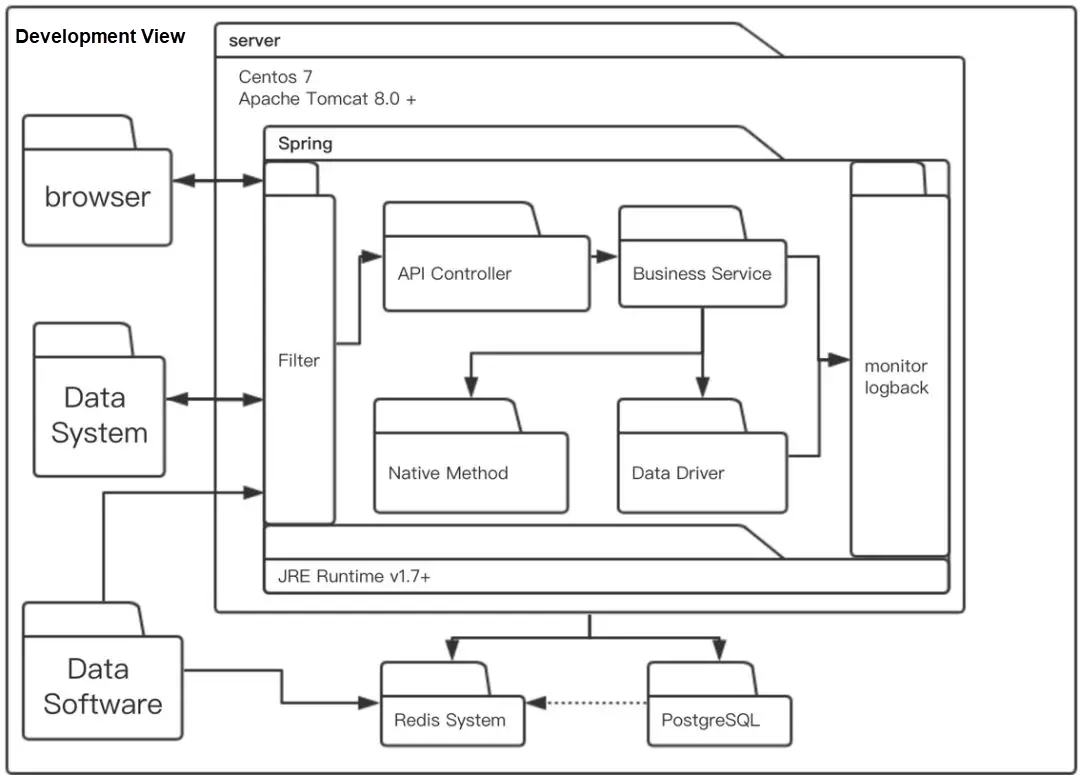 Development View
server
Centos 7
Apache Tomcat 8.0 +
Spring
browser
API Controller
Business Service
Filter
monitor
logback
Data
System
Native Method
Data Driver
JRE Runtime v1.7+
Data
Software
Redis System
PostgreSQL